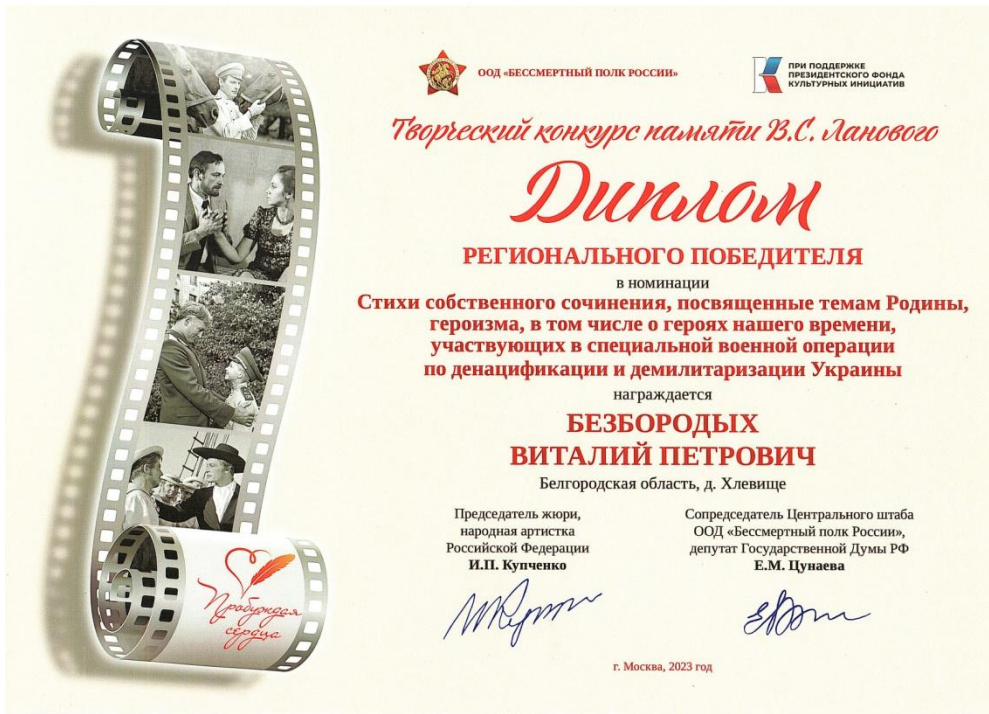 ООД «БЕССМЕРТНЫЙ ПОЛК РОССИИ»
ПРИ ПОДДЕРЖКЕ
ПРЕЗИДЕНТСКОГО ФОНДА
КУЛЬТУРНЫХ ИНИЦИАТИВ
Творческий конкурс памяти В.С. Ланового
Диплом
РЕГИОНАЛЬНОГО ПОБЕДИТЕЛЯ
в номинации
Стихи собственного сочинения, посвященные темам Родины,
героизма, в том числе о героях нашего времени,
участвующих в специальной военной операции
по денацификации и демилитаризации Украины
награждается
БЕЗБОРОДЫХ
ВИТАЛИЙ ПЕТРОВИЧ
Белгородская область, д. Хлевище
Председатель жюри,
народная артистка
Российской Федерации
И.П. Купченко
Сопредседатель Центрального штаба
ООД «Бессмертный полк России»,
депутат Государственной Думы РФ
Е.М. Цунаева
Пробуждая
сердца
г. Москва, 2023 год